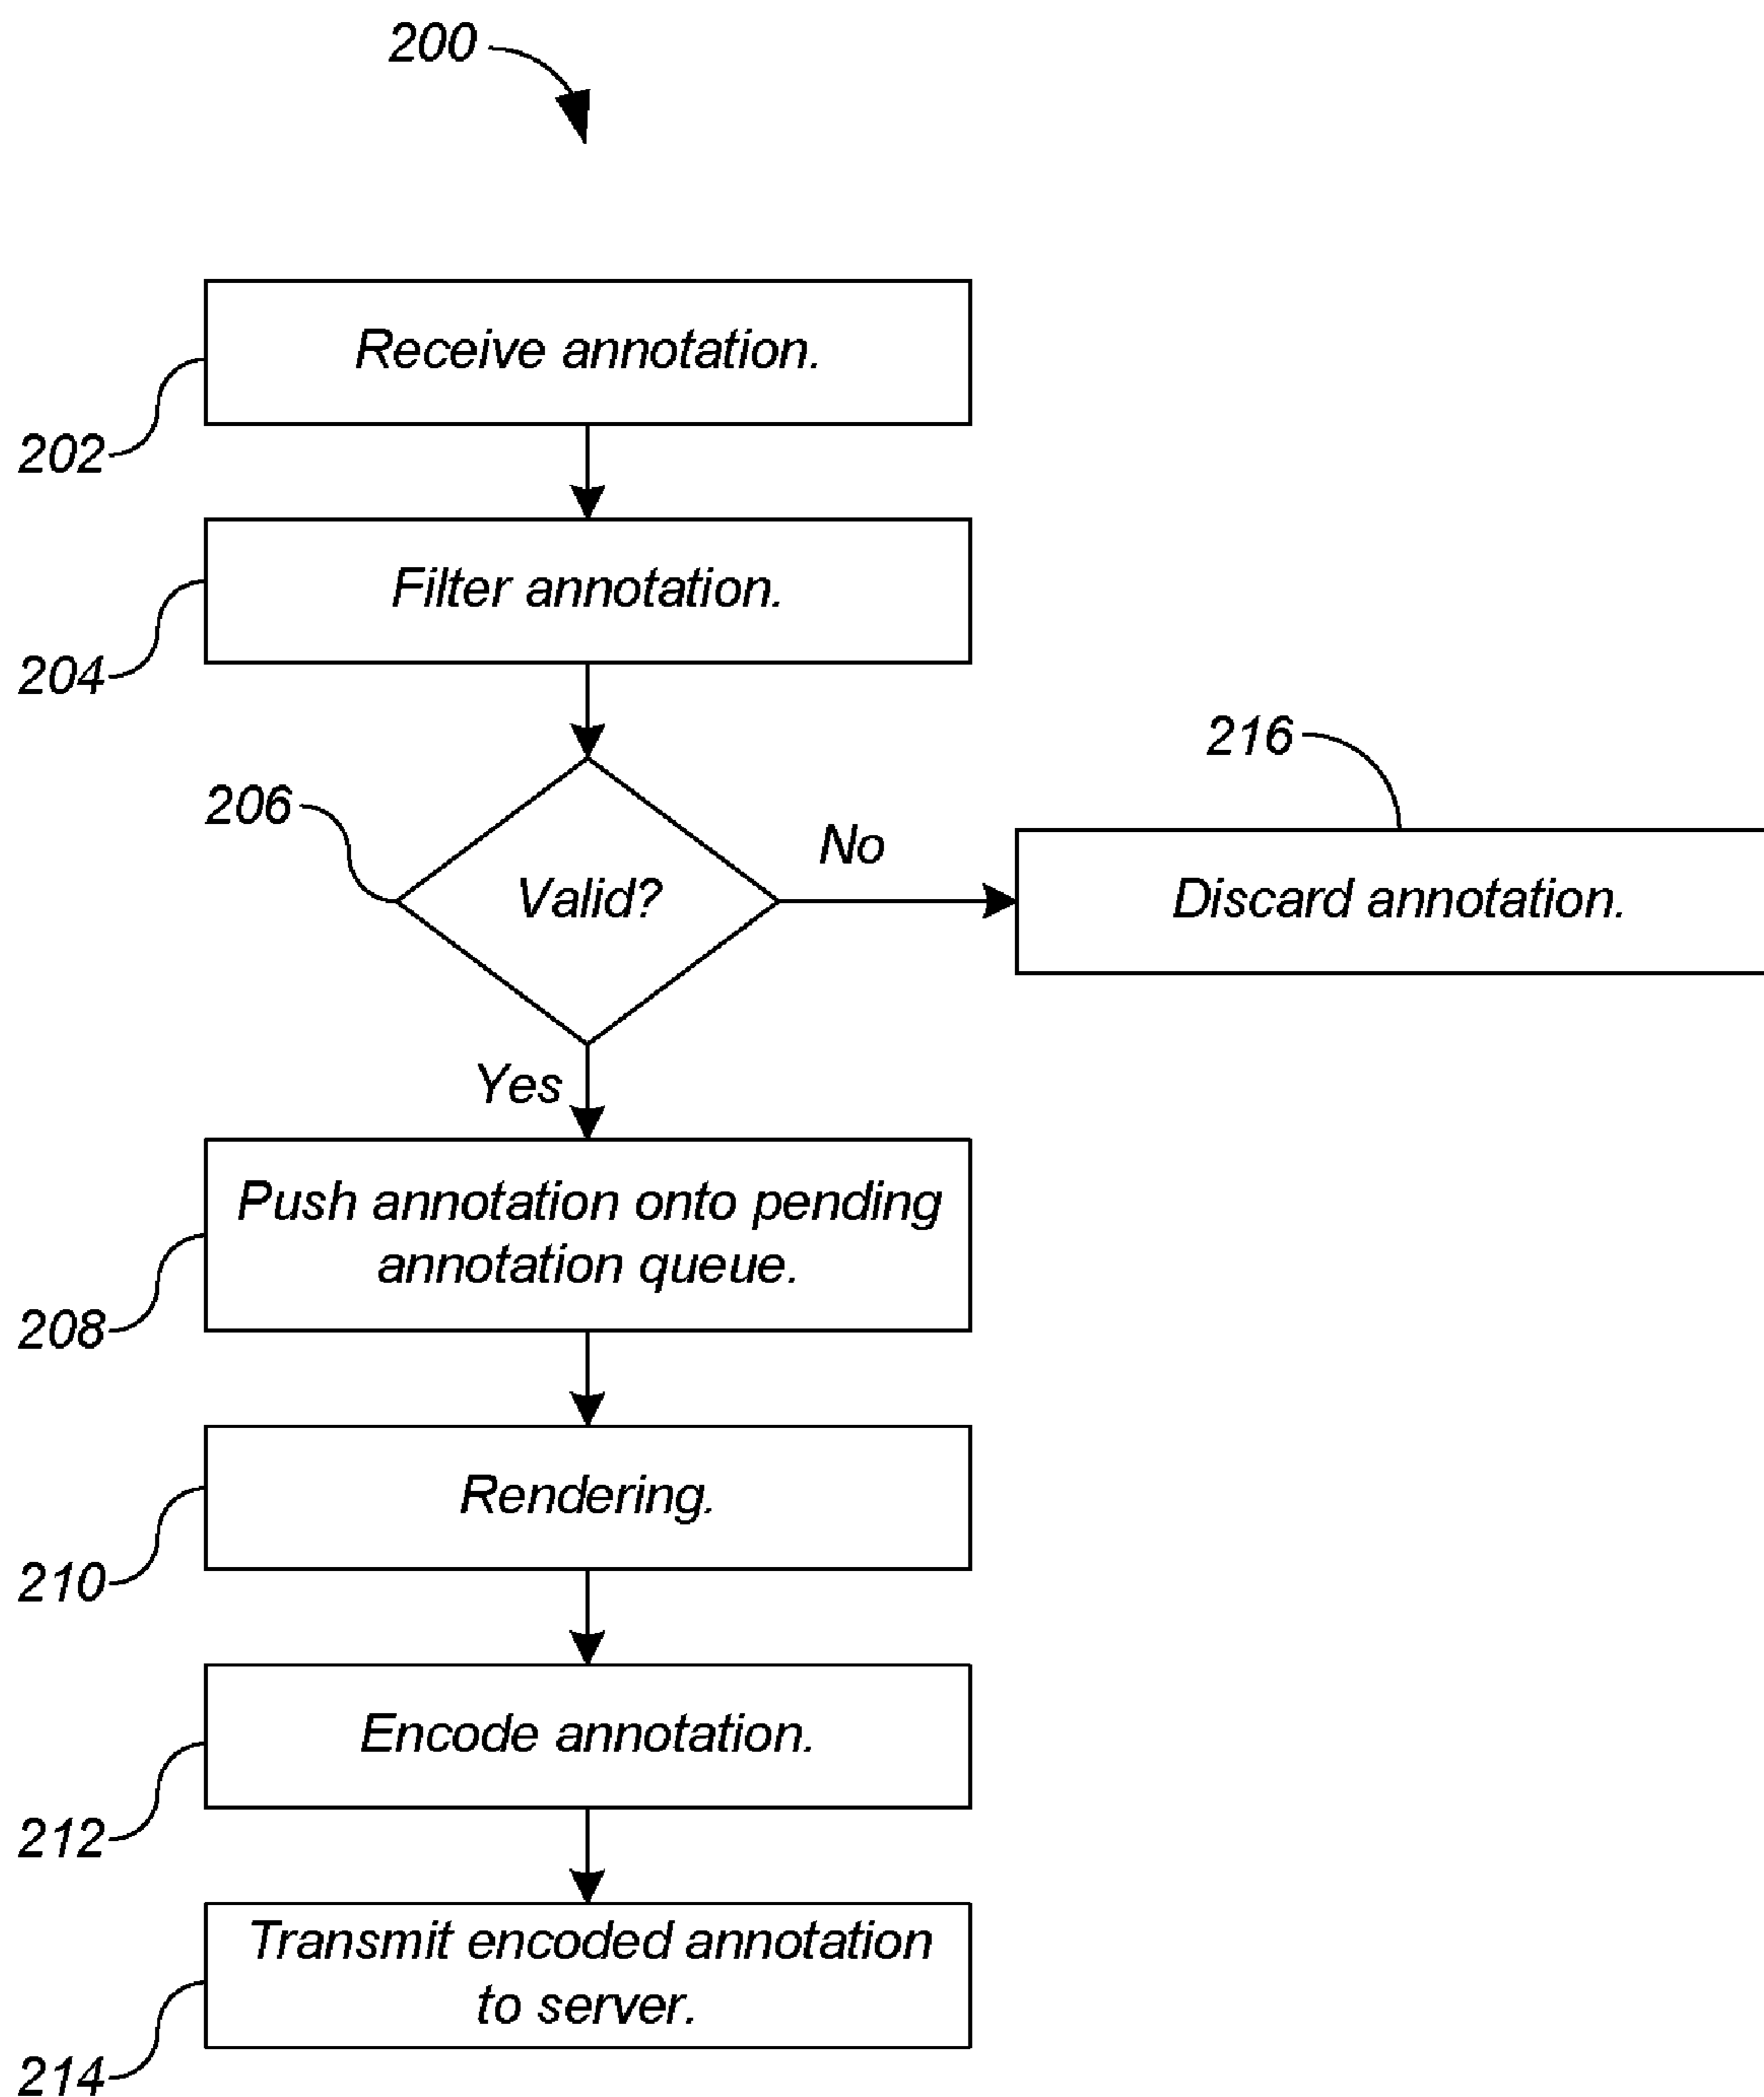 200
Receive annotation.
202
Filter annotation.
204
216
206
No
Valid?
Discard annotation.
Yes
Push annotation onto pending
annotation queue.
208
Rendering.
210
Encode annotation.
212
Transmit encoded annotation
to server.
214